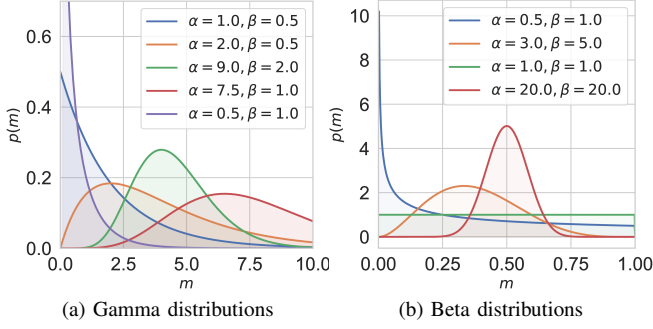 α = 1.0, β = 0.5
α = 2.0, β = 0.5
α = 9.0, β = 2.0
α = 7.5, β = 1.0
α = 0.5, β = 1.0
0.6
0.4
0.2
0.0
p(m)
0.0 2.5 5.0 7.5 10.0
m
(a) Gamma distributions
α = 0.5, β = 1.0
α = 3.0, β = 5.0
α = 1.0, β = 1.0
α = 20.0, β = 20.0
10
8
6
4
2
0
p(m)
0.00 0.25 0.50 0.75 1.00
m
(b) Beta distributions